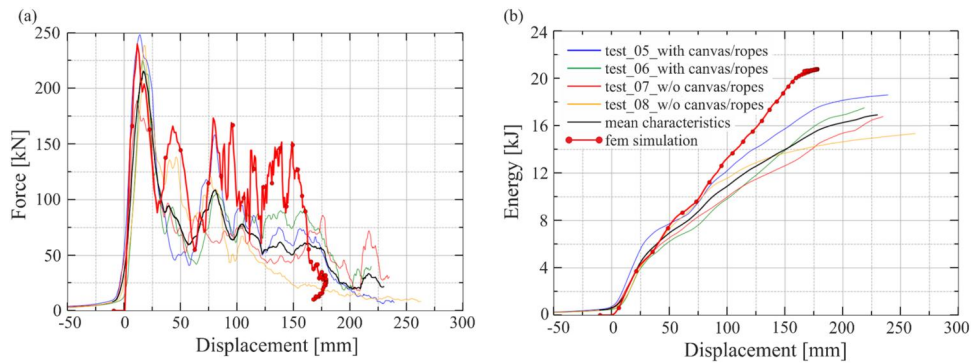 (a)
250
200
150
100
50
0
Force [kN]
-50 0 50 100 150 200 250 300
Displacement [mm]
(b)
24
20
16
12
8
4
0
Energy [kJ]
test_05_with canvas/ropes
test_06_with canvas/ropes
test_07_w/o canvas/ropes
test_08_w/o canvas/ropes
mean characteristics
fem simulation
-50 0 50 100 150 200 250 300
Displacement [mm]